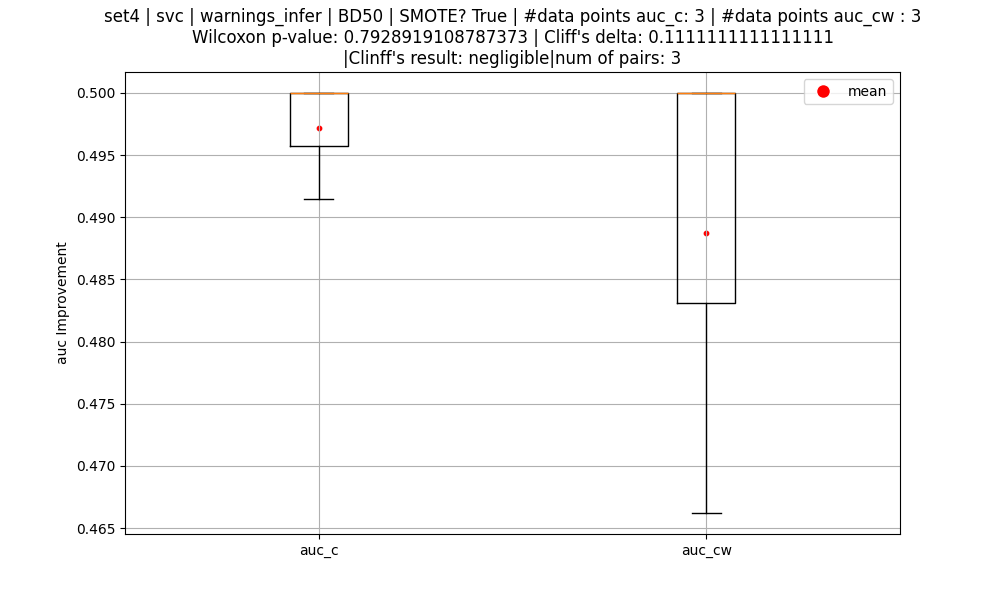 set4 | svc | warnings_infer | BD50 | SMOTE? True | #data points auc_c: 3 | #data points auc_cw : 3
Wilcoxon p-value: 0.7928919108787373 | Cliff's delta: 0.1111111111111111
|Clinff's result: negligible|num of pairs: 3
mean
0.500
0.495
0.490
0.485
0.480
0.475
0.470
0.465
auc Improvement
auc_c
auc_cw